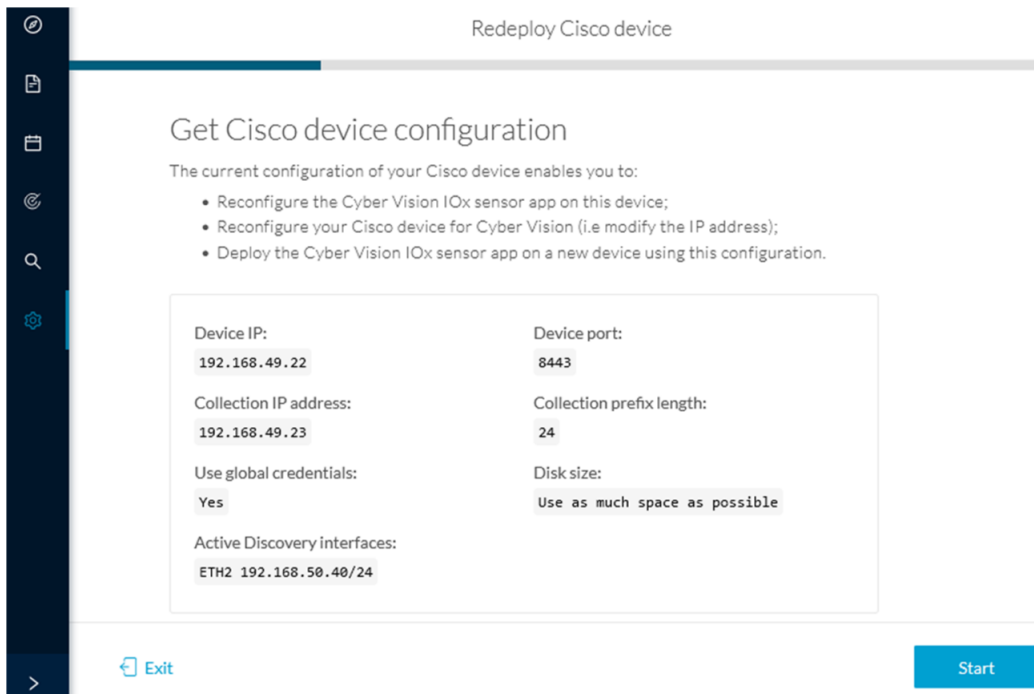 Redeploy Cisco device
Get Cisco device configuration
The current configuration of your Cisco device enables you to:
• Reconfigure the Cyber Vision IOx sensor app on this device;
• Reconfigure your Cisco device for Cyber Vision (i.e modify the IP address);
• Deploy the Cyber Vision IOx sensor app on a new device using this configuration.
Device IP:
192.168.49.22
Device port:
8443
Collection IP address:
192.168.49.23
Collection prefix length:
24
Use global credentials:
Yes
Disk size:
Use as much space as possible
Active Discovery interfaces:
ETH2 192.168.50.40/24
Exit
Start